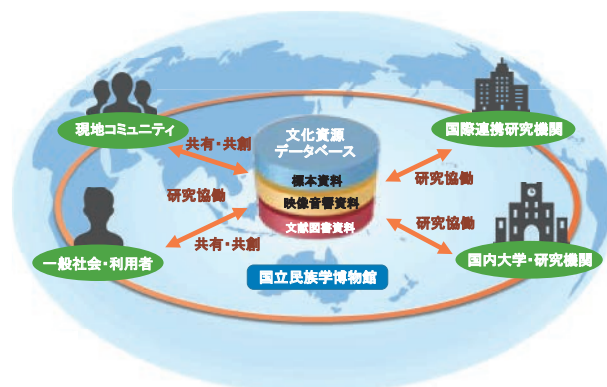 現地コミュニティ
共有・共創
文化資源
データベース
標本資料
映像音響資料
文献図書資料
国際連携研究機関
研究協働
研究協働
研究協働
共有・共創
一般社会・利用者
国内大学・研究機関
国立民族学博物館